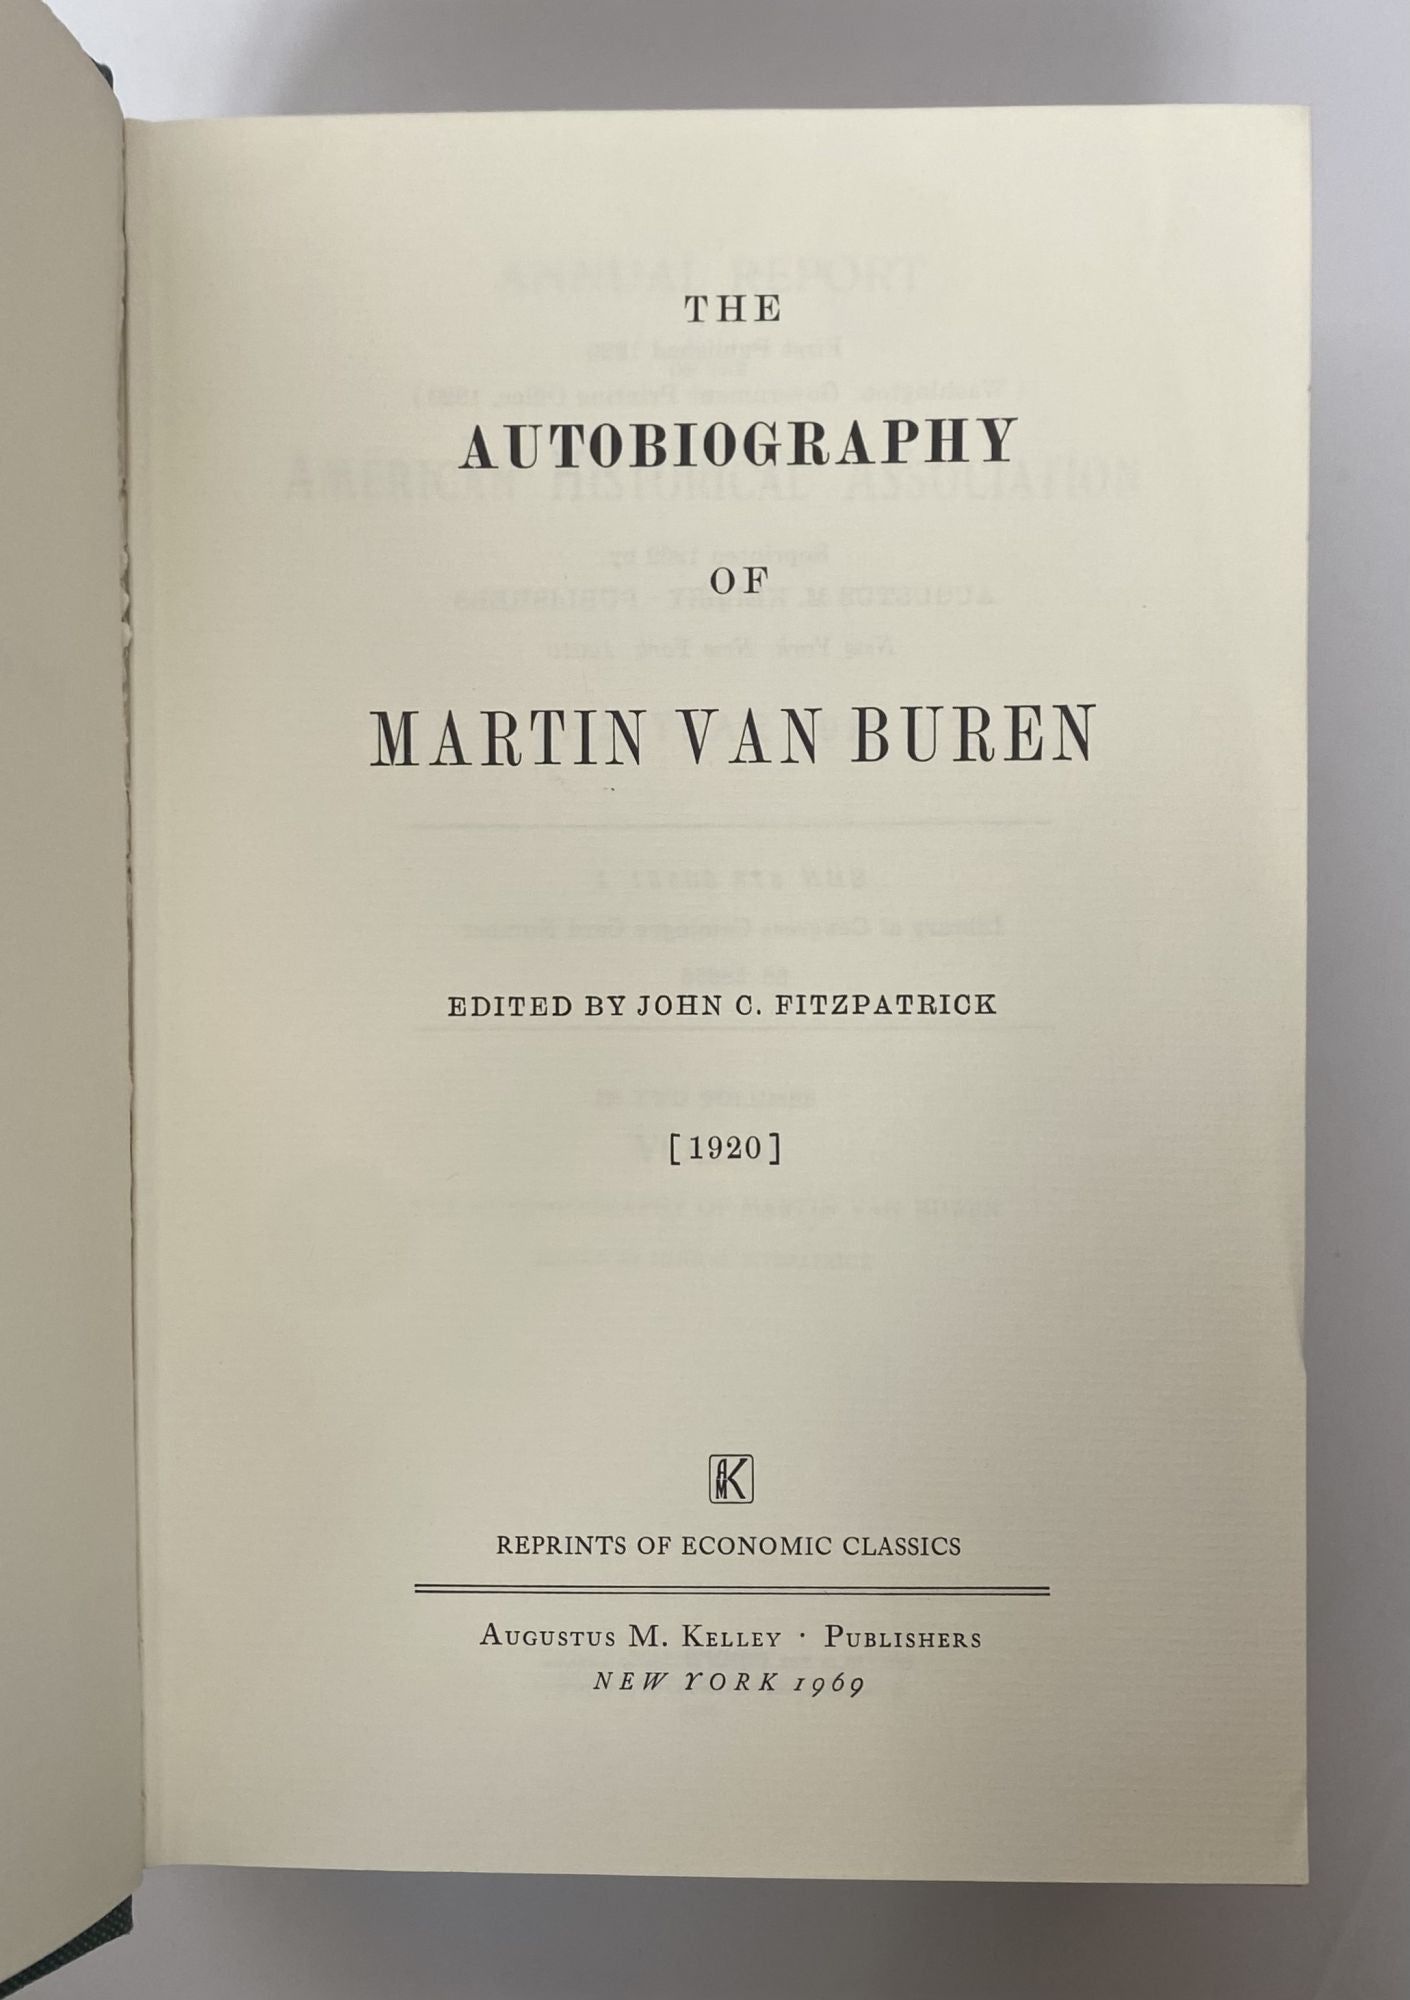 THE
AUTOBIOGRAPHY
OF
MARTIN VAN BUREN
EDITED BY JOHN C. FITZPATRICK
[1920]
AMK
REPRINTS OF ECONOMIC CLASSICS
AUGUSTUS M. KELLEY · PUBLISHERS
NEW YORK 1969